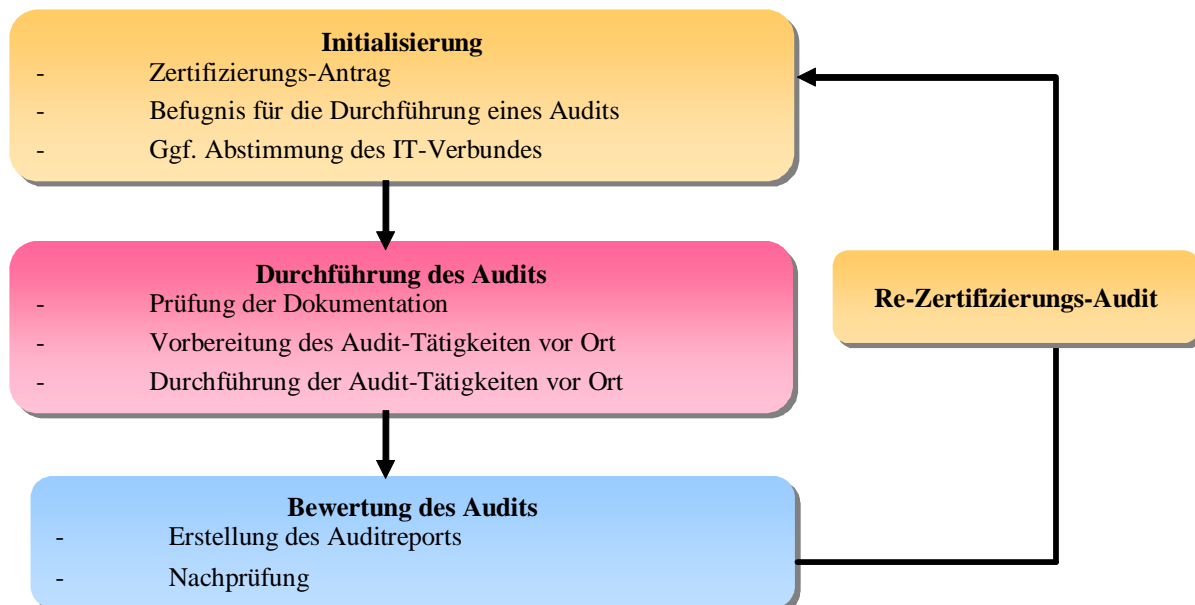 Initialisierung
- Zertifizierungs-Antrag
- Befugnis für die Durchführung eines Audits
- Ggf. Abstimmung des IT-Verbundes
Durchführung des Audits
- Prüfung der Dokumentation
- Vorbereitung des Audit-Tätigkeiten vor Ort
- Durchführung der Audit-Tätigkeiten vor Ort
Re-Zertifizierungs-Audit
Bewertung des Audits
- Erstellung des Auditreports
- Nachprüfung